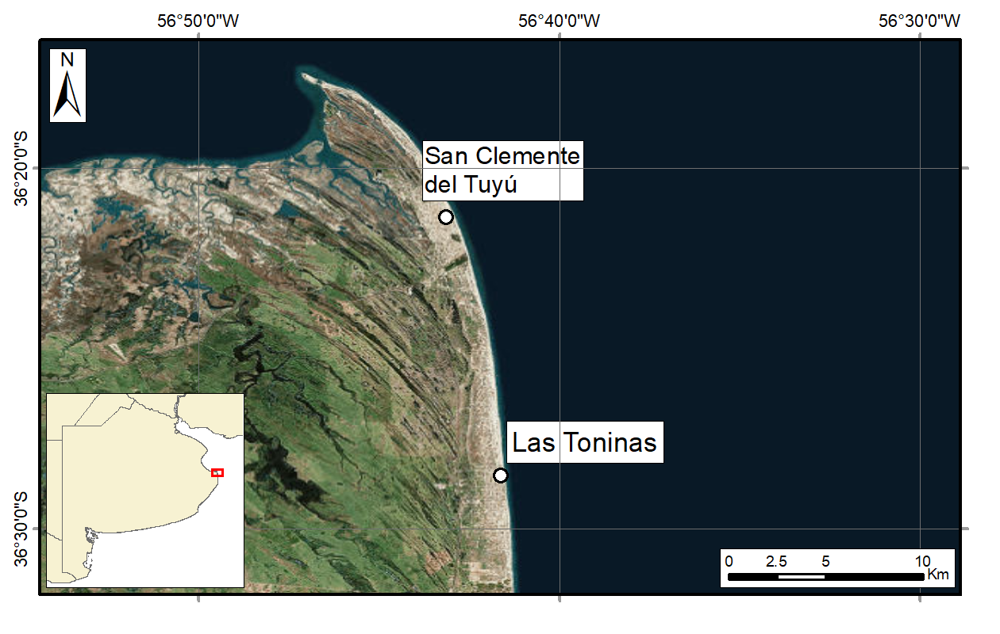 56°50'0"W
56°40'0"W
56°30'0"W
N
San Clemente
del Tuyú
36°20'0"S
Las Toninas
36°30'0"S
0 2.5 5 10
Km